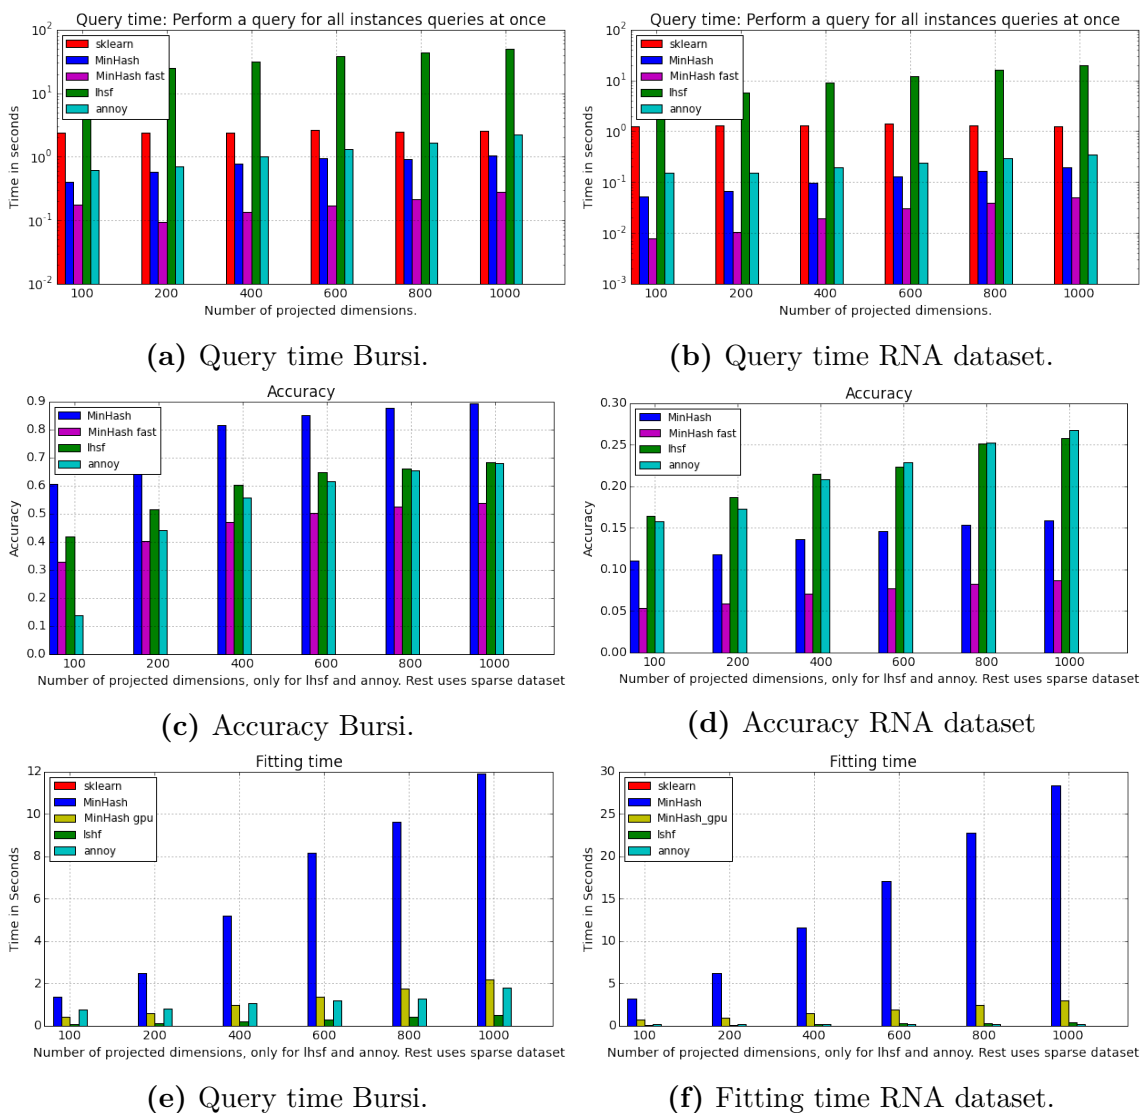 Query time: Perform a query for all instances queries at once
10²
10¹
10⁰
10⁻¹
10⁻²
Time in seconds
sklearn
MinHash
MinHash fast
lhsf
annoy
100 200 400 600 800 1000
Number of projected dimensions.
(a) Query time Bursi.
Query time: Perform a query for all instances queries at once
10²
10¹
10⁰
10⁻¹
10⁻²
10⁻³
Time in seconds
sklearn
MinHash
MinHash fast
lhsf
annoy
100 200 400 600 800 1000
Number of projected dimensions.
(b) Query time RNA dataset.
Accuracy
0.9
0.8
0.7
0.6
0.5
0.4
0.3
0.2
0.1
0.0
Accuracy
MinHash
MinHash fast
lhsf
annoy
100 200 400 600 800 1000
Number of projected dimensions, only for lhsf and annoy. Rest uses sparse dataset
(c) Accuracy Bursi.
Accuracy
0.30
0.25
0.20
0.15
0.10
0.05
0.00
Accuracy
MinHash
MinHash fast
lhsf
annoy
100 200 400 600 800 1000
Number of projected dimensions, only for lhsf and annoy. Rest uses sparse dataset
(d) Accuracy RNA dataset
Fitting time
12
10
8
6
4
2
0
Time in Seconds
sklearn
MinHash
MinHash gpu
lshf
annoy
100 200 400 600 800 1000
Number of projected dimensions, only for lhsf and annoy. Rest uses sparse dataset
(e) Query time Bursi.
Fitting time
30
25
20
15
10
5
0
Time in Seconds
sklearn
MinHash
MinHash_gpu
lshf
annoy
100 200 400 600 800 1000
Number of projected dimensions, only for lhsf and annoy. Rest uses sparse dataset
(f) Fitting time RNA dataset.